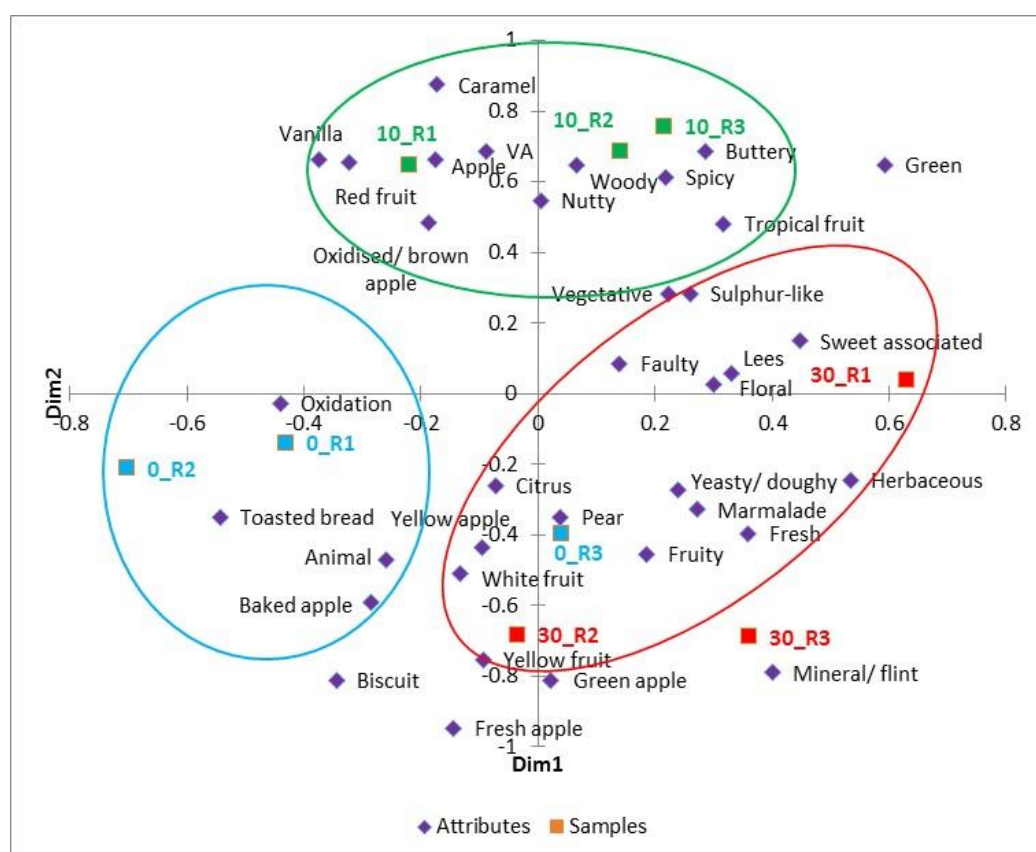 1
Caramel
0.8
10_R2
10_R3
Vanilla
10_R1
VA
Buttery
Apple
Green
0.6
Woody
Spicy
Red fruit
Nutty
Tropical fruit
0.4
Oxidised/ brown
apple
Vegetative
Sulphur-like
0.2
Sweet associated
Faulty
Lees
30_R1
Floral
Dim2
0
-0.8
-0.6
-0.4
-0.2
0
0.2
0.4
0.6
0.8
Oxidation
0_R1
0_R2
-0.2
Citrus
Yeasty/ doughy
Herbaceous
Toasted bread
Yellow apple
Pear
Marmalade
-0.4
Fresh
0_R3
Animal
Fruity
White fruit
Baked apple
-0.6
30_R2
30_R3
Yellow fruit
Mineral/ flint
-0.8
Biscuit
Green apple
Fresh apple
-1
Dim1
Attributes
Samples